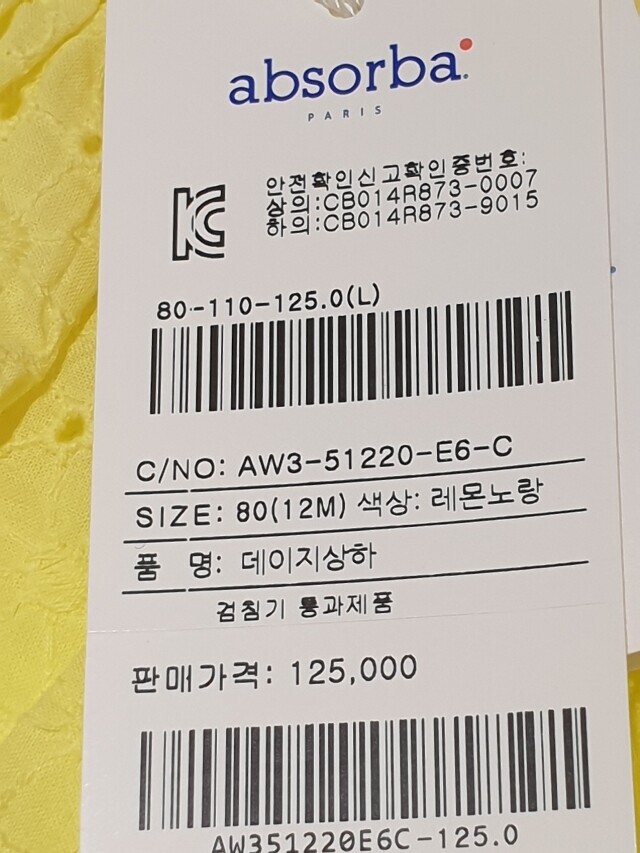 absorba.
PARIS
안전확인신고확인증번호:
상의:CB014R873-0007
하의:CB014R873-9015
80-110-125.0(L)
C/NO: AW3-51220-E6-C
SIZE: 80(12M) 색상: 레몬노랑
품 명: 데이지상하
검침기 통과제품
판매가격: 125,000
AW351220E6C-125.0